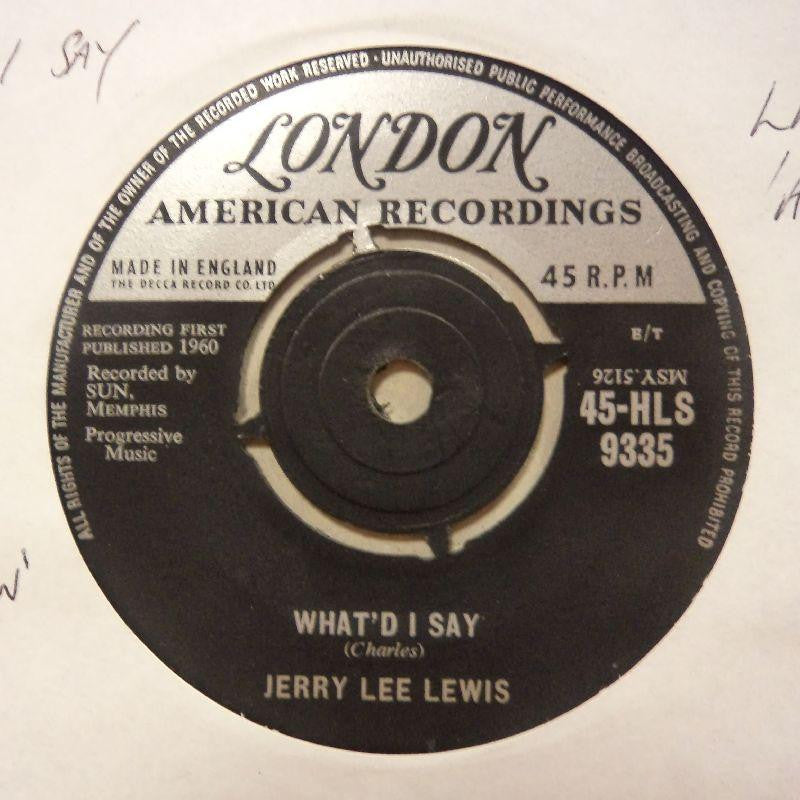 I SAY
ALL RIGHTS OF THE MANUFACTURER AND OF THE OWNER OF THE RECORDED WORK RESERVED · UNAUTHORISED PUBLIC PERFORMANCE BROADCASTING AND COPYING OF THIS RECORD PROHIBITED
LONDON
AMERICAN RECORDINGS
MADE IN ENGLAND
THE DECCA RECORD CO. LTD
45 R.P.M
RECORDING FIRST
PUBLISHED 1960
Recorded by
SUN,
MEMPHIS
Progressive
Music
E/T
MSY.5126
45-HLS
9335
WHAT'D I SAY
(Charles)
JERRY LEE LEWIS